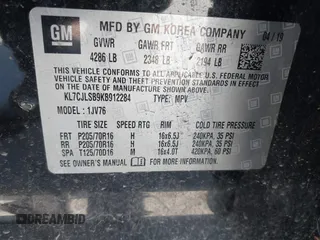 GM
MFD BY GM KOREA COMPANY 04/19
GVWR GAWR FRT GAWR RR
4286 LB 2348 LB 2194 LB
THIS VEHICLE CONFORMS TO ALL APPLICABLE U.S. FEDERAL MOTOR
VEHICLE SAFETY, BUMPER, AND THEFT PREVENTION STANDARDS
IN EFFECT ON THE DATE OF MANUFACTURE SHOWN ABOVE.
KL7CJLSB9KB912284 TYPE: MPV
MODEL: 1JV76
TIRE SIZE SPEED RTG RIM COLD TIRE PRESSURE
FRT P205/70R16 H 16x6.5J 240KPA, 35 PSI
RR P205/70R16 H 16x6.5J 240KPA, 35 PSI
SPA T125/70D16 M 16x4.0T 420KPA, 60 PSI
SEE OWNER'S MANUAL FOR ADDITIONAL INFORMATION
DREAMBID